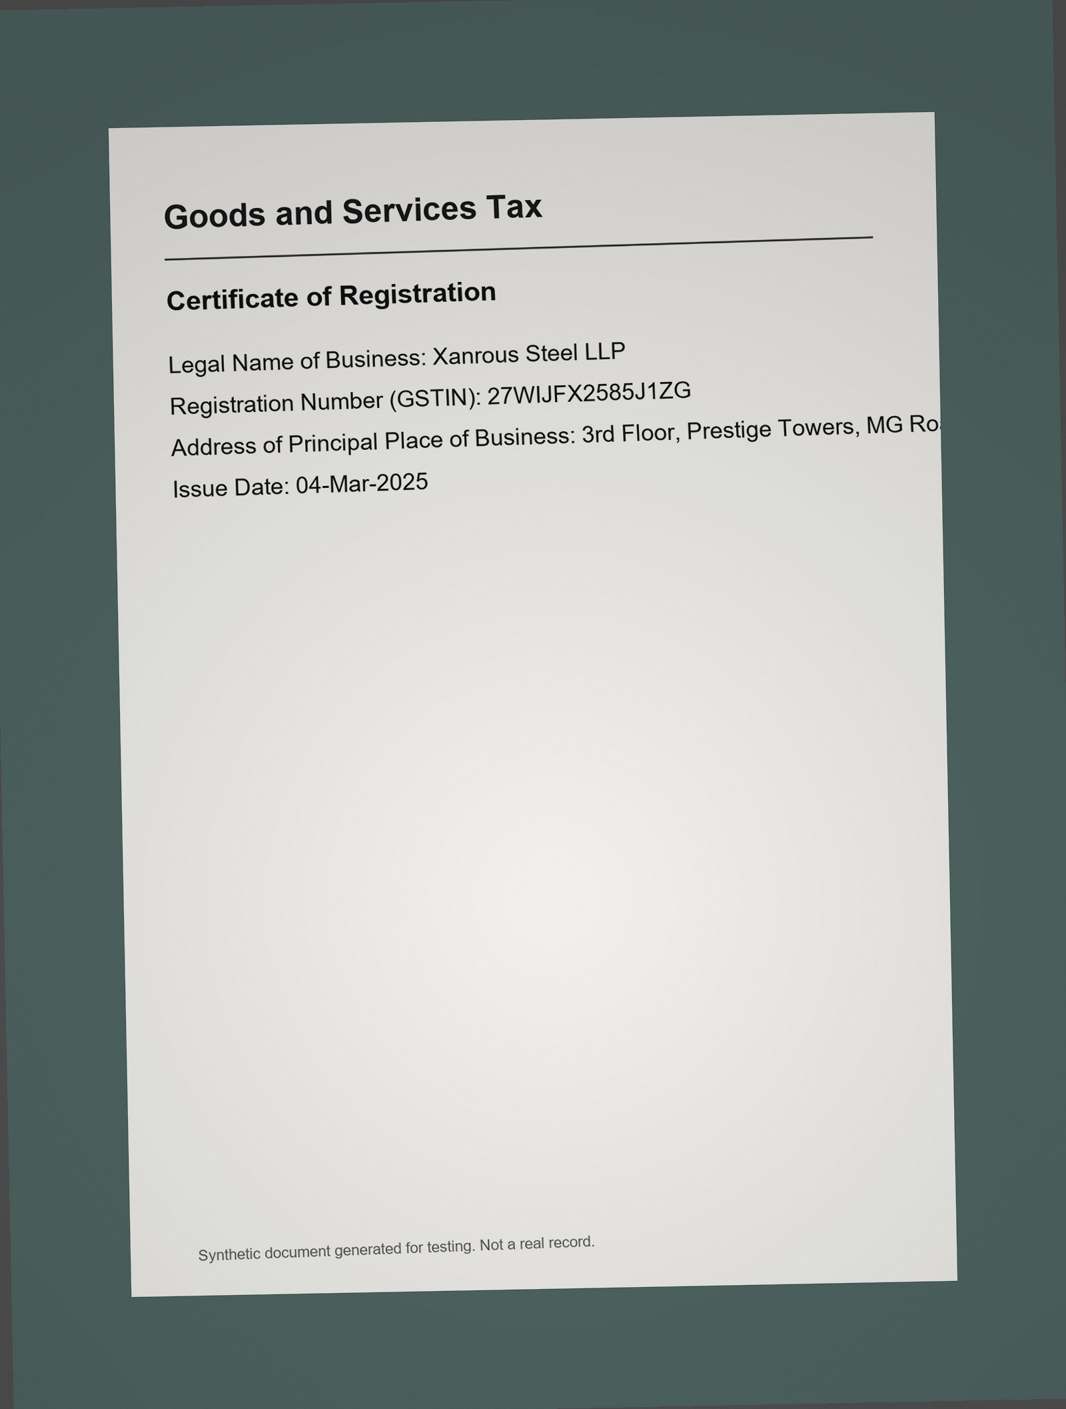 Goods and Services Tax
Certificate of Registration
Legal Name of Business: Xanrous Steel LLP
Registration Number (GSTIN): 27WIJFX2585J1ZG
Address of Principal Place of Business: 3rd Floor, Prestige Towers, MG
Issue Date: 04-Mar-2025
Synthetic document generated for testing. Not a real record.